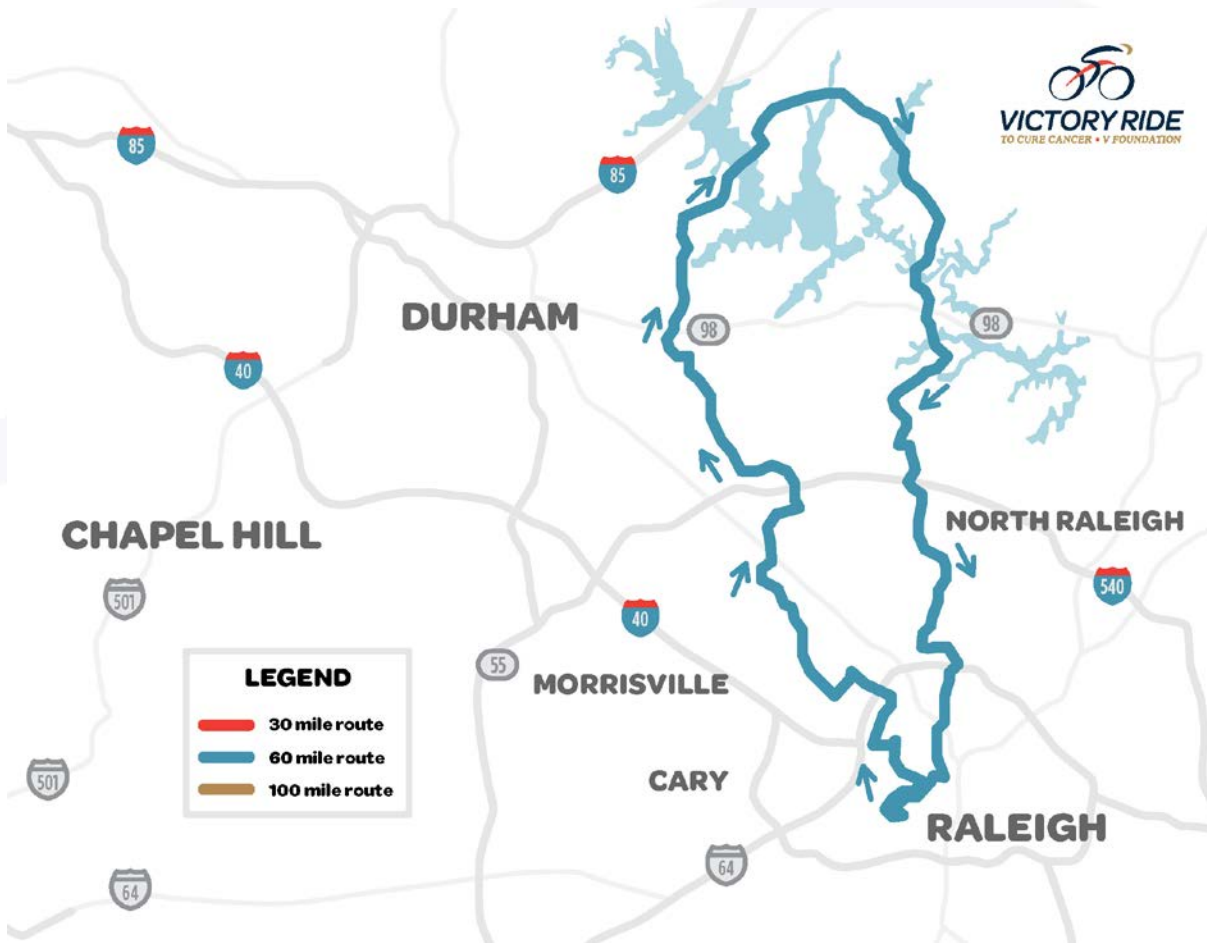 VICTORY RIDE
TO CURE CANCER • V FOUNDATION
85
85
DURHAM
98
98
40
CHAPEL HILL
NORTH RALEIGH
501
540
40
LEGEND
55
MORRISVILLE
30 mile route
60 mile route
501
CARY
100 mile route
RALEIGH
64
64